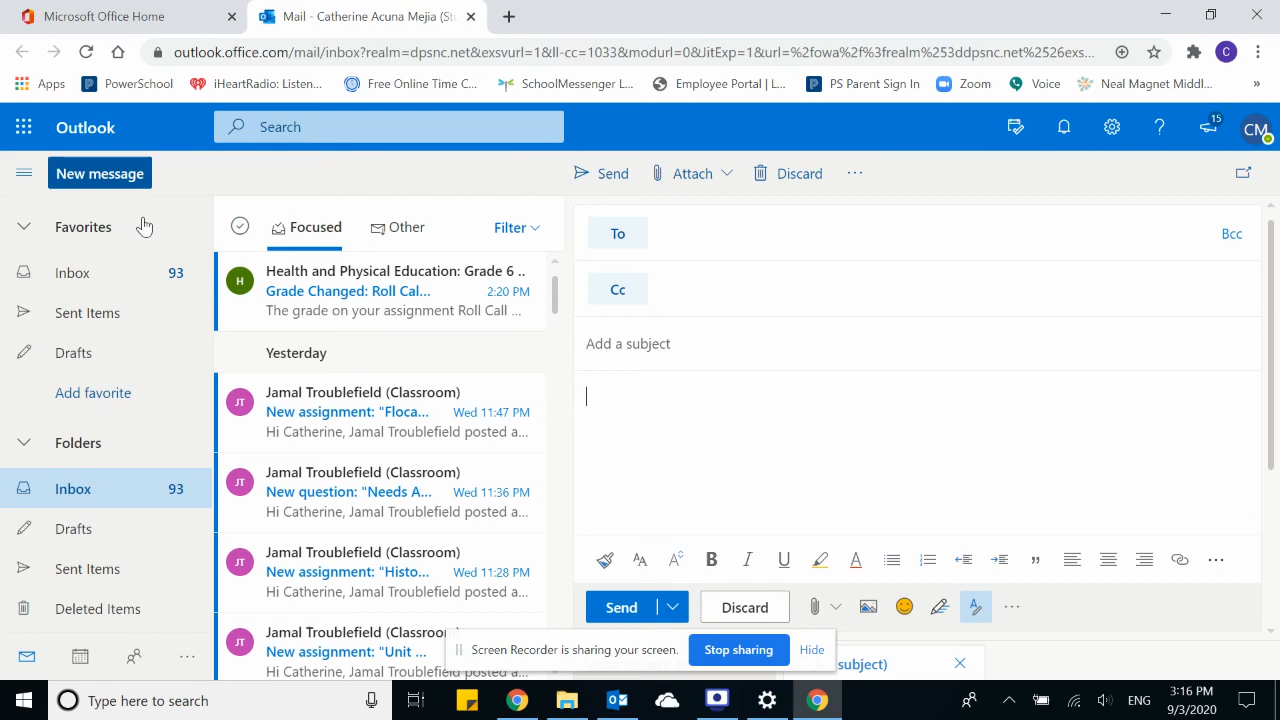 Microsoft Office Home
Mail - Catherine Acuna Mejia (Stu
outlook.office.com/mail/inbox?realm=dpsnc.net&exsvurl=1&ll-cc=1033&modurl=0&JitExp=1&url=%2fowa%2f%3frealm%253ddpsnc.net%2526exs...
Apps
PowerSchool
iHeartRadio: Listen...
Free Online Time C...
SchoolMessenger L...
Employee Portal | L...
PS Parent Sign In
Zoom
Voice
Neal Magnet Middl...
»
Outlook
Search
15
CM
New message
Send
Attach
Discard
Favorites
Inbox 93
Sent Items
Drafts
Add favorite
Folders
Inbox 93
Drafts
Sent Items
Deleted Items
Focused
Other
Filter
H
Health and Physical Education: Grade 6 ..
Grade Changed: Roll Cal... 2:20 PM
The grade on your assignment Roll Call ...
Yesterday
JT
Jamal Troublefield (Classroom)
New assignment: "Floca... Wed 11:47 PM
Hi Catherine, Jamal Troublefield posted a...
JT
Jamal Troublefield (Classroom)
New question: "Needs A... Wed 11:36 PM
Hi Catherine, Jamal Troublefield posted a...
JT
Jamal Troublefield (Classroom)
New assignment: "Histo... Wed 11:28 PM
Hi Catherine, Jamal Troublefield posted a...
JT
Jamal Troublefield (Classroom)
New assignment: "Unit ...
Hi Catherine, Jamal
To
Bcc
Cc
Add a subject
B I U
Send
Discard
Screen Recorder is sharing your screen.
Stop sharing
Hide
subject)
Type here to search
ENG
3:16 PM
9/3/2020